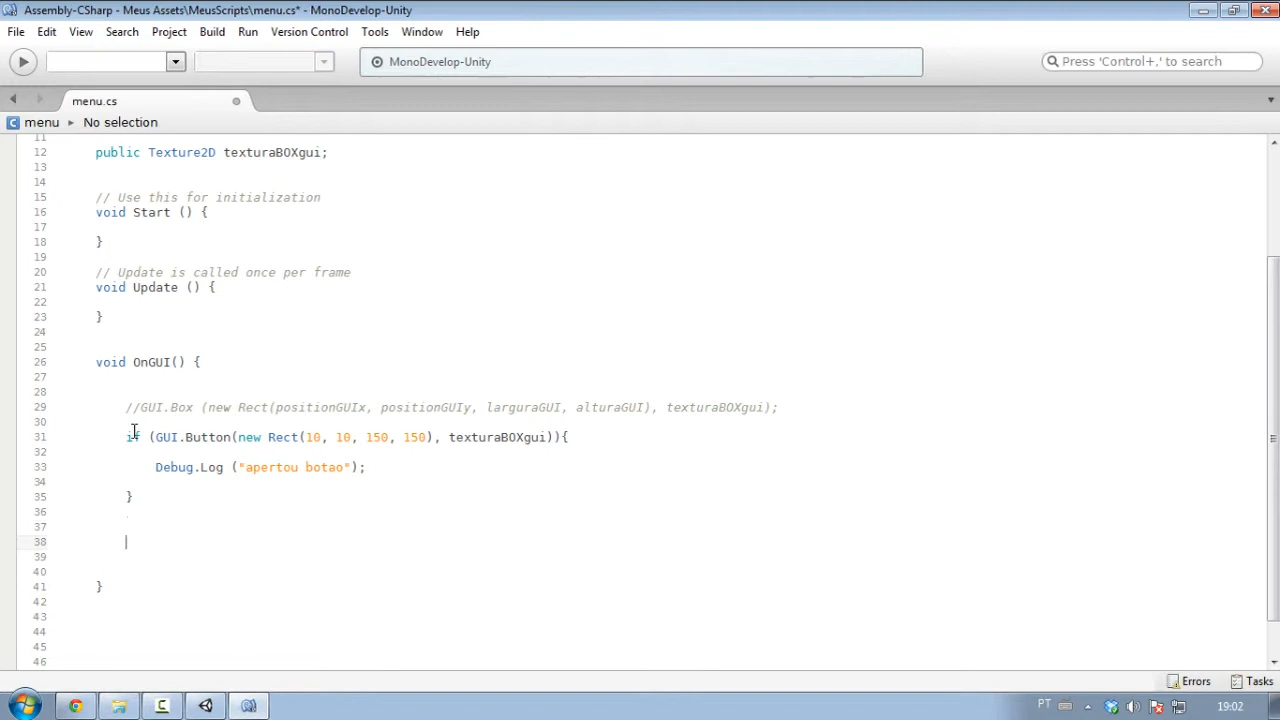 Assembly-CSharp - Meus Assets\MeusScripts\menu.cs* - MonoDevelop-Unity
File Edit View Search Project Build Run Version Control Tools Window Help
MonoDevelop-Unity
Press 'Control+,' to search
menu.cs
C menu ▸ No selection
11
12 public Texture2D texturaBOXgui;
13
14
15 // Use this for initialization
16 void Start () {
17
18 }
19
20 // Update is called once per frame
21 void Update () {
22
23 }
24
25
26 void OnGUI() {
27
28
29 //GUI.Box (new Rect(positionGUIx, positionGUIy, larguraGUI, alturaGUI), texturaBOXgui);
30
31 if (GUI.Button(new Rect(10, 10, 150, 150), texturaBOXgui)){
32
33 Debug.Log ("apertou botao");
34
35 }
36
37
38
39
40
41 }
42
43
44
45
46
Errors Tasks
PT 19:02